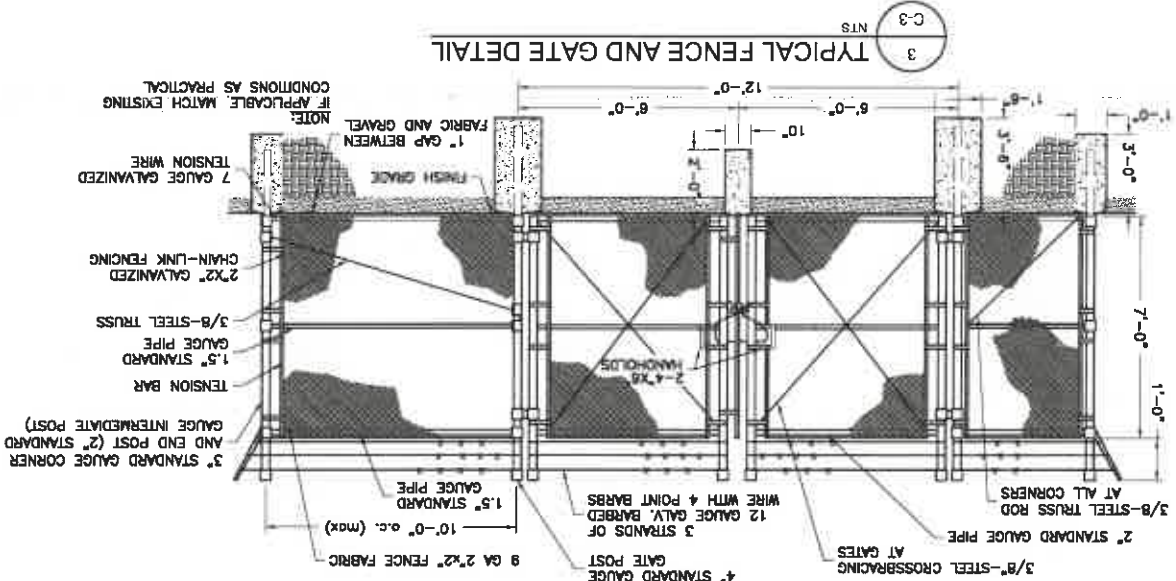 3/8"-STEEL CROSSBRACING
AT GATES
4" STANDARD GAUGE
GATE POST
9 GA 2"x2" FENCE FABRIC
3/8-STEEL TRUSS ROD
AT ALL CORNERS
2" STANDARD GAUGE PIPE
3 STRANDS OF
12 GAUGE GALV. BARBED
WIRE WITH 4 POINT BARBS
10'-0" o.c. (max)
1.5" STANDARD
GAUGE PIPE
3" STANDARD GAUGE CORNER
AND END POST (2" STANDARD
GAUGE INTERMEDIATE POST)
1'-0"
7'-0"
2-4"X6"
HANDHOLDS
TENSION BAR
1.5" STANDARD
GAUGE PIPE
3/8-STEEL TRUSS
2"X2" GALVANIZED
CHAIN-LINK FENCING
7 GAUGE GALVANIZED
TENSION WIRE
FINISH GRADE
1" GAP BETWEEN
FABRIC AND GRAVEL
NOTE:
IF APPLICABLE, MATCH EXISTING
CONDITIONS AS PRACTICAL
3'-0"
1'-0"
3'-6"
1'-6"
2'-0"
10"
6'-0"
6'-0"
12'-0"
3
C-3
TYPICAL FENCE AND GATE DETAIL
NTS